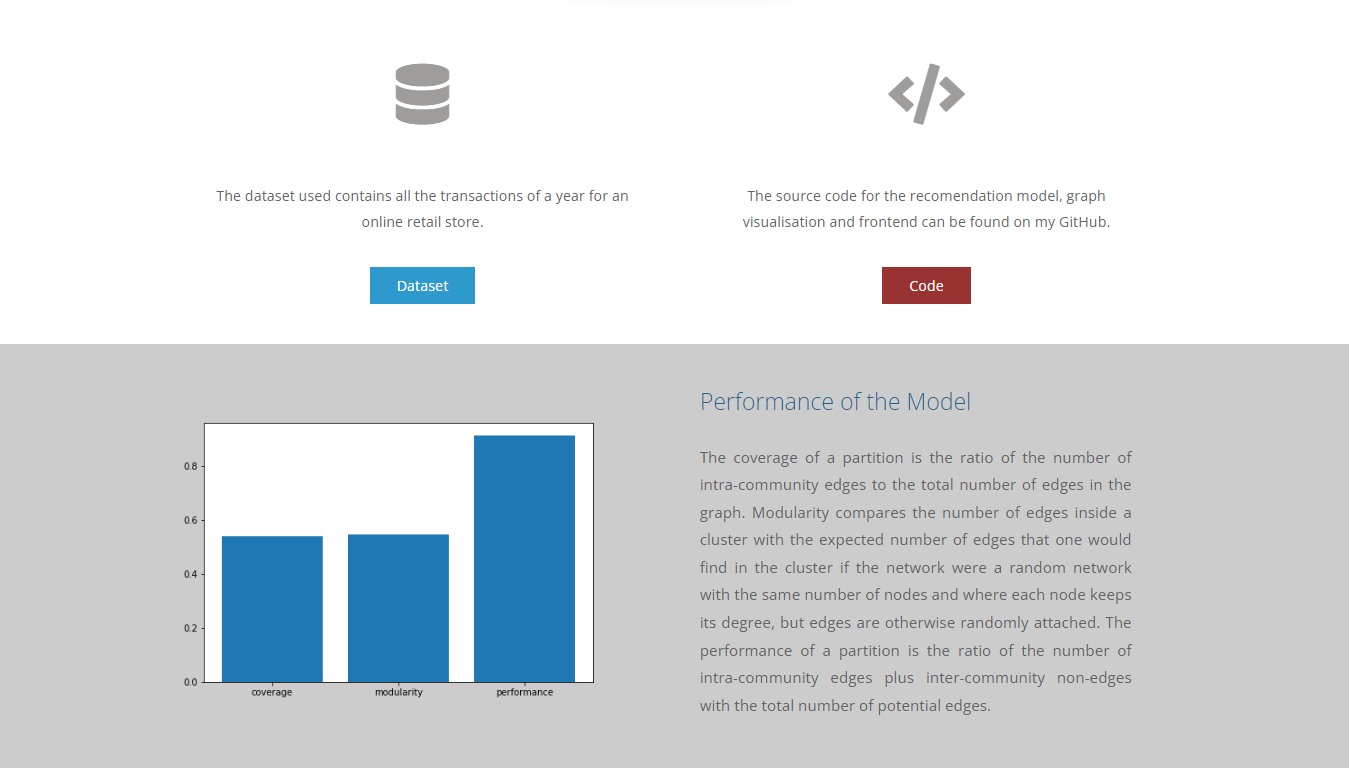 The dataset used contains all the transactions of a year for an
online retail store.
Dataset
The source code for the recomendation model, graph
visualisation and frontend can be found on my GitHub.
Code
0.8
0.6
0.4
0.2
0.0
coverage
modularity
performance
Performance of the Model
The coverage of a partition is the ratio of the number of
intra-community edges to the total number of edges in the
graph. Modularity compares the number of edges inside a
cluster with the expected number of edges that one would
find in the cluster if the network were a random network
with the same number of nodes and where each node keeps
its degree, but edges are otherwise randomly attached. The
performance of a partition is the ratio of the number of
intra-community edges plus inter-community non-edges
with the total number of potential edges.